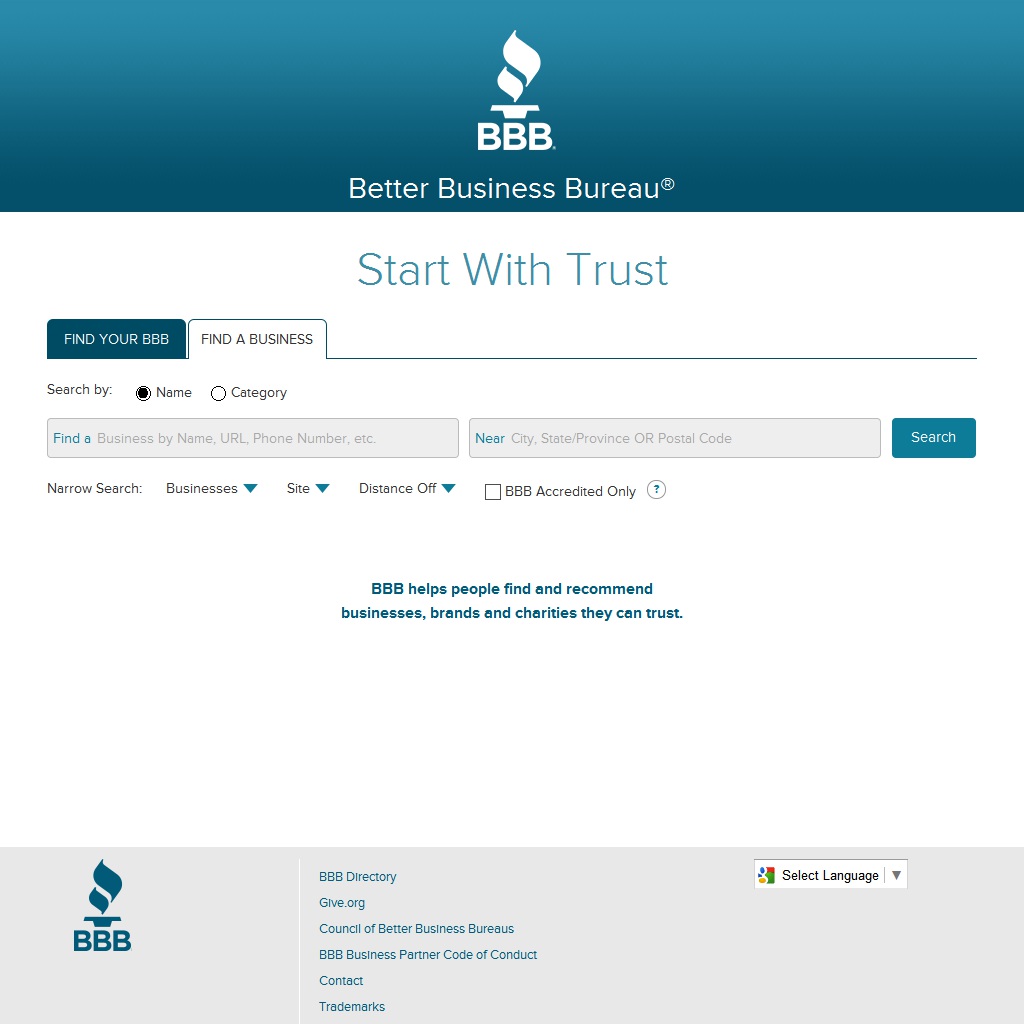 BBB
Better Business Bureau®
Start With Trust
FIND YOUR BBB
FIND A BUSINESS
Search by: Name Category
Find a Business by Name, URL, Phone Number, etc. Near City, State/Province OR Postal Code Search
Narrow Search: Businesses Site Distance Off BBB Accredited Only ?
BBB helps people find and recommend
businesses, brands and charities they can trust.
BBB
BBB Directory
Give.org
Council of Better Business Bureaus
BBB Business Partner Code of Conduct
Contact
Trademarks
Select Language ▼